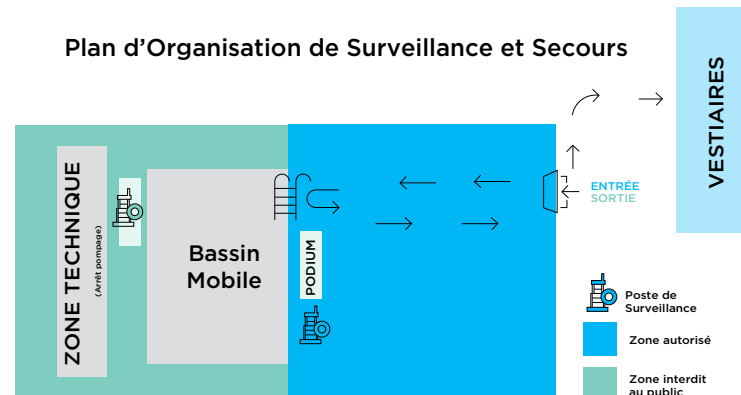 Plan d'Organisation de Surveillance et Secours
VESTIAIRES
ENTRÉE
SORTIE
ZONE TECHNIQUE
(Arrêt pompage)
Bassin
Mobile
PODIUM
Poste de
Surveillance
Zone autorisé
Zone interdit
au public